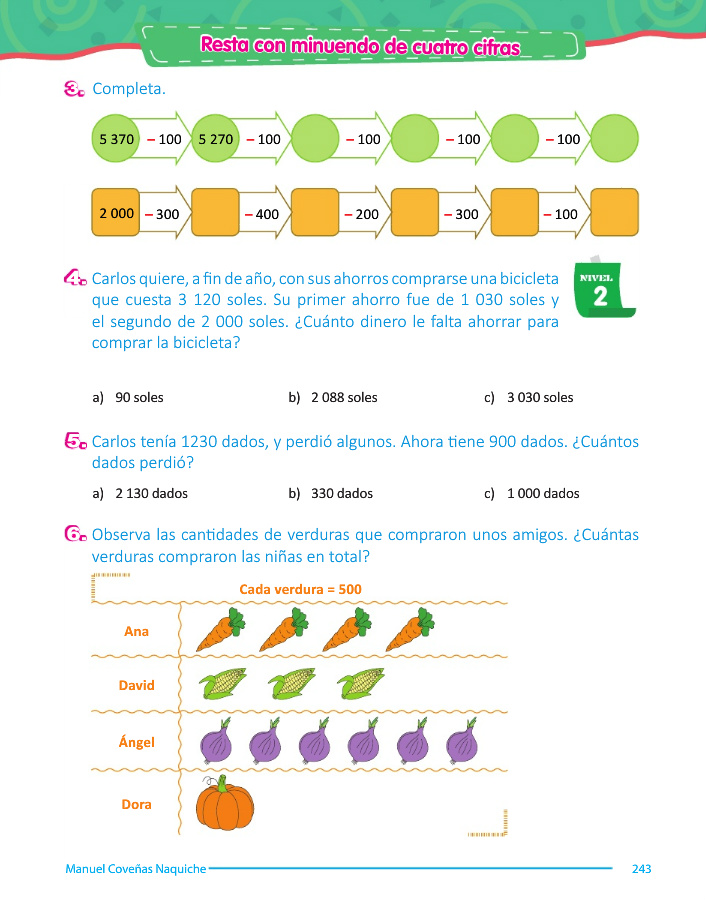 Resta con minuendo de cuatro cifras
3. Completa.
5 370 − 100 5 270 − 100 − 100 − 100 − 100
2 000 − 300 − 400 − 200 − 300 − 100
4. Carlos quiere, a fin de año, con sus ahorros comprarse una bicicleta
que cuesta 3 120 soles. Su primer ahorro fue de 1 030 soles y
el segundo de 2 000 soles. ¿Cuánto dinero le falta ahorrar para
comprar la bicicleta?
NIVEL
2
a) 90 soles b) 2 088 soles c) 3 030 soles
5. Carlos tenía 1230 dados, y perdió algunos. Ahora tiene 900 dados. ¿Cuántos
dados perdió?
a) 2 130 dados b) 330 dados c) 1 000 dados
6. Observa las cantidades de verduras que compraron unos amigos. ¿Cuántas
verduras compraron las niñas en total?
Cada verdura = 500
Ana
David
Ángel
Dora
Manuel Coveñas Naquiche 243